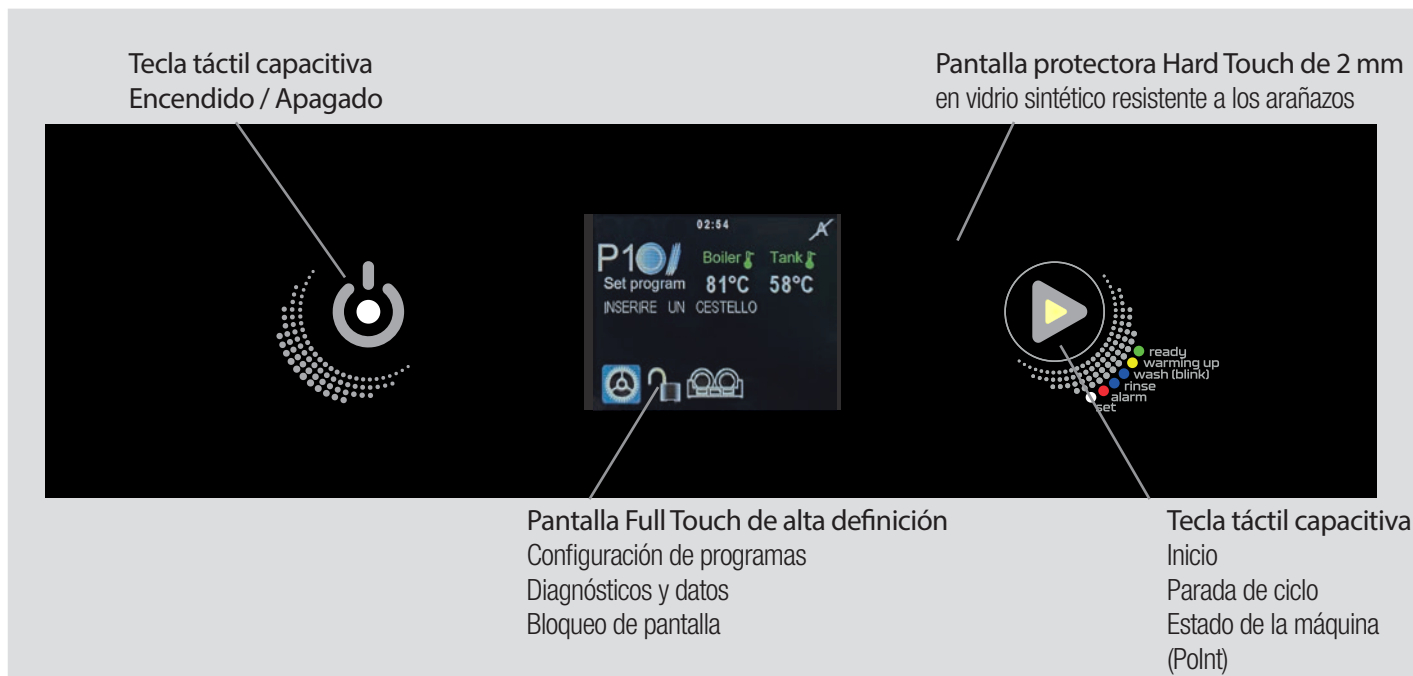 Tecla táctil capacitiva
Encendido / Apagado
Pantalla protectora Hard Touch de 2 mm
en vidrio sintético resistente a los arañazos
02:54
A
P1
Boiler
Tank
Set program
81°C
58°C
INSERIRE UN CESTELLO
ready
warming up
wash (blink)
rinse
alarm
set
Pantalla Full Touch de alta definición
Configuración de programas
Diagnósticos y datos
Bloqueo de pantalla
Tecla táctil capacitiva
Inicio
Parada de ciclo
Estado de la máquina
(PoInt)